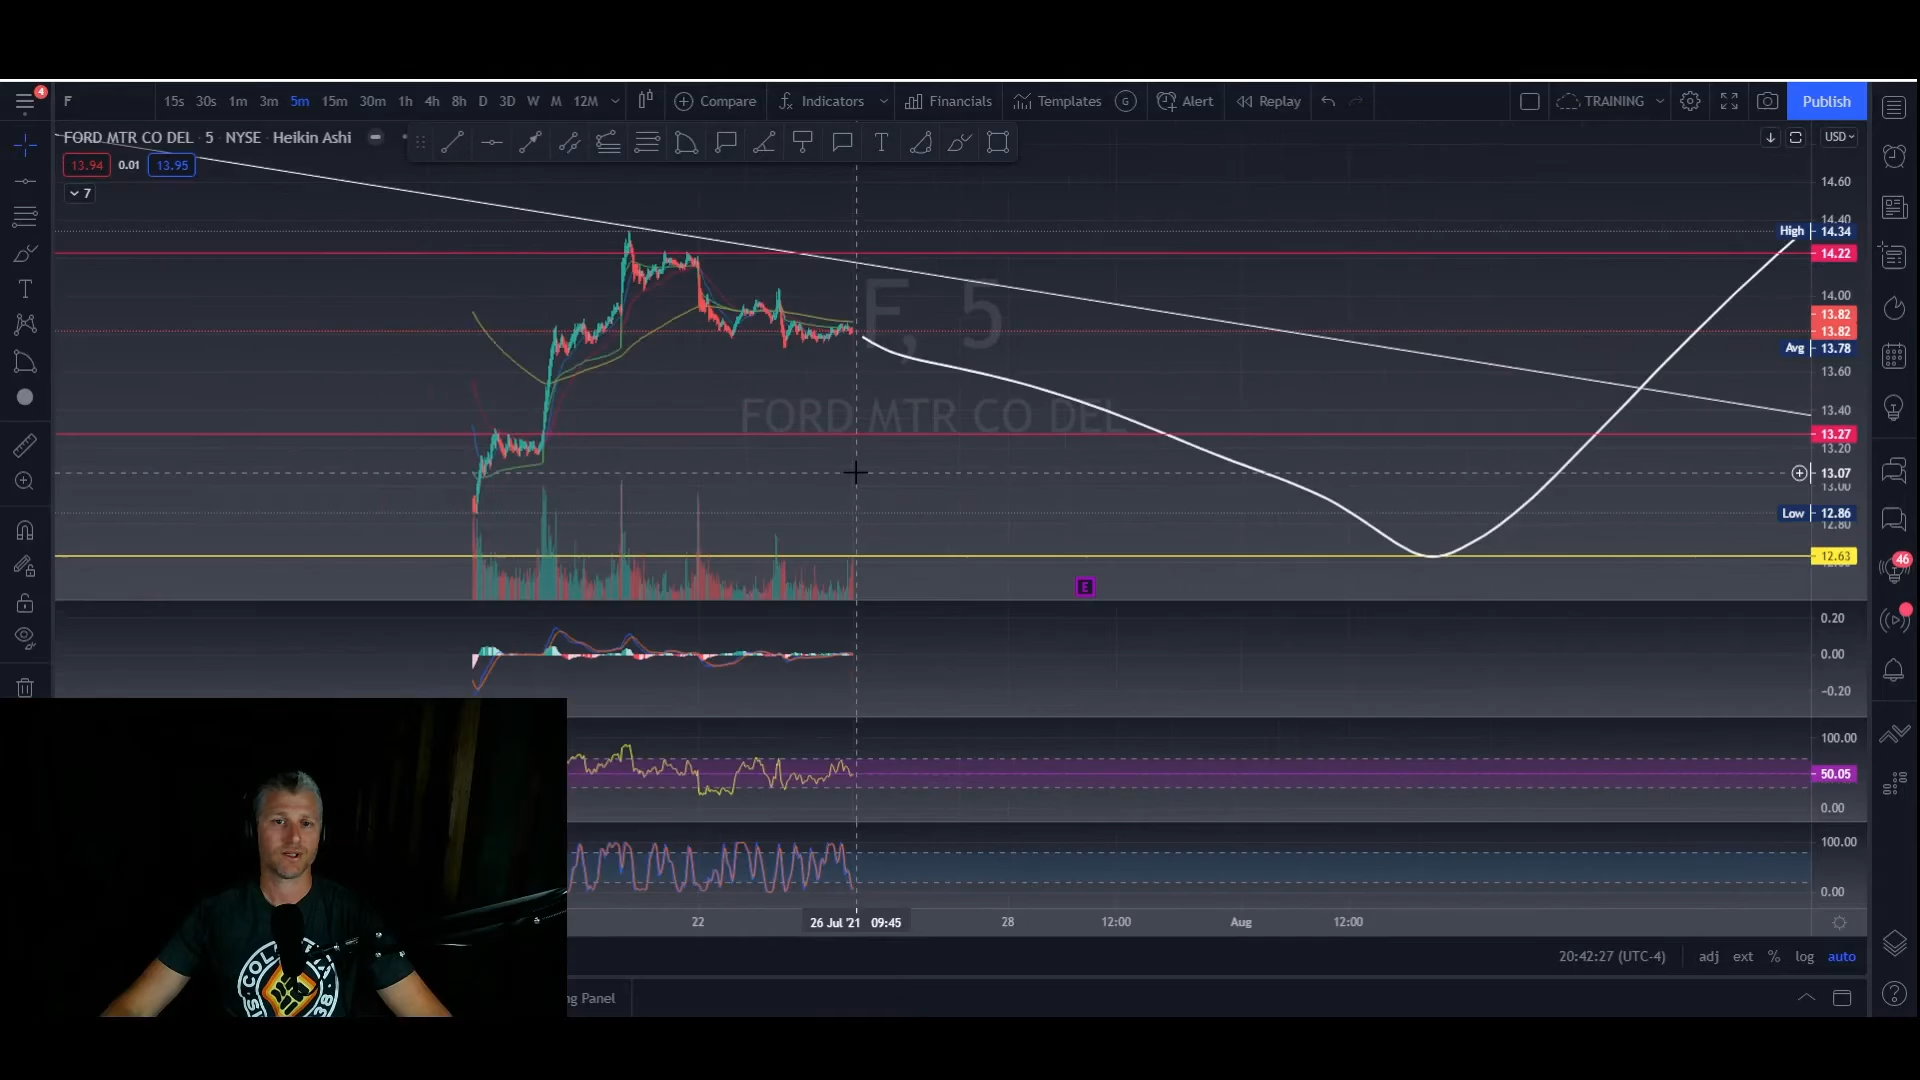 4
F
15s 30s 1m 3m 5m 15m 30m 1h 4h 8h D 3D W M 12M
Compare
Indicators
Financials
Templates
G
Alert
Replay
TRAINING
Publish
FORD MTR CO DEL · 5 · NYSE · Heikin Ashi
USD
13.94 0.01 13.95
7
F, 5
FORD MTR CO DEL
14.60
14.40
High 14.34
14.22
14.00
13.82
13.82
Avg 13.78
13.60
13.40
13.27
13.20
13.07
13.00
Low 12.86
12.80
12.63
E
46
0.20
0.00
-0.20
100.00
50.05
0.00
100.00
0.00
22
26 Jul '21 09:45
28
12:00
Aug
12:00
20:42:27 (UTC-4)
adj ext % log auto
ng Panel